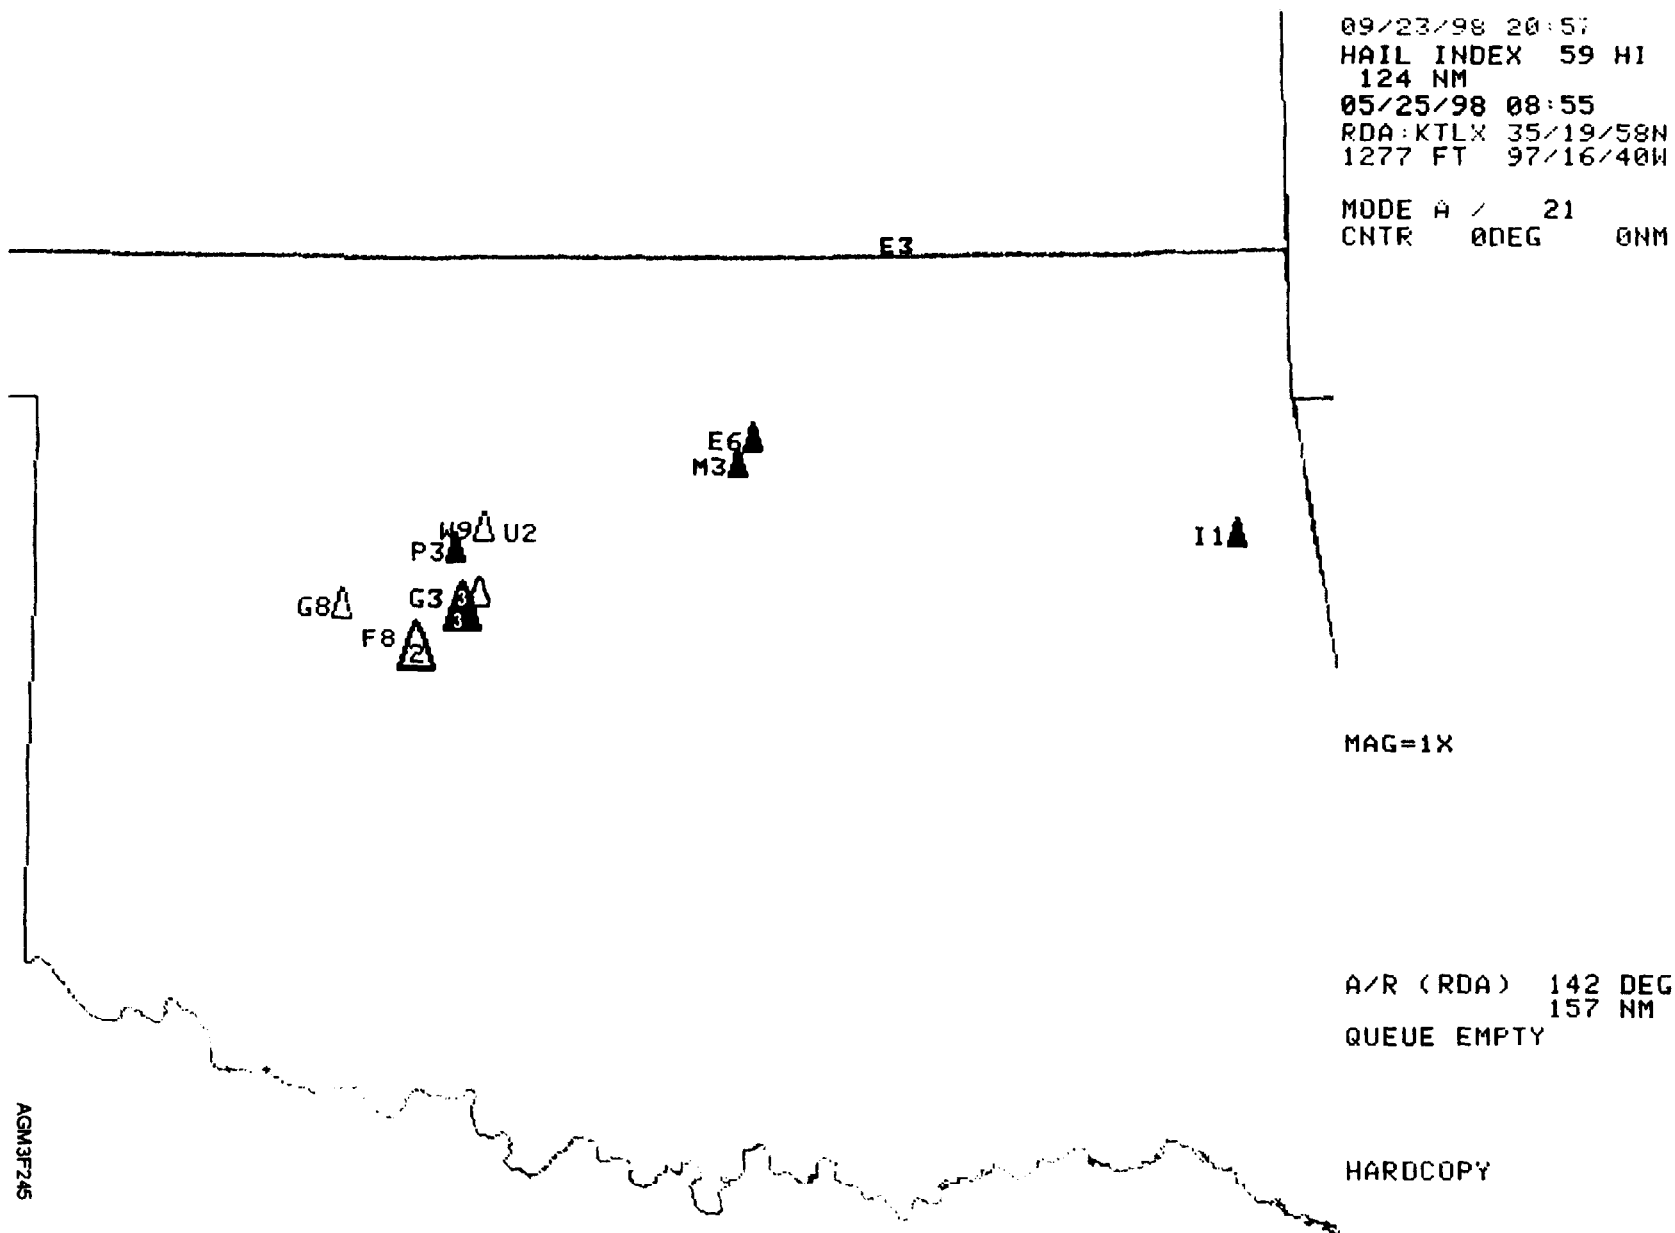 09/23/98 20:57
HAIL INDEX 59 HI
124 NM
05/25/98 08:55
RDA:KTLX 35/19/58N
1277 FT 97/16/40W
MODE A / 21
CNTR 0DEG 0NM
E3
E6
M3
W9 U2
P3
I1
G8
G3 3
3
F8
2
MAG=1X
A/R (RDA) 142 DEG
157 NM
QUEUE EMPTY
HARDCOPY
AGM3F245